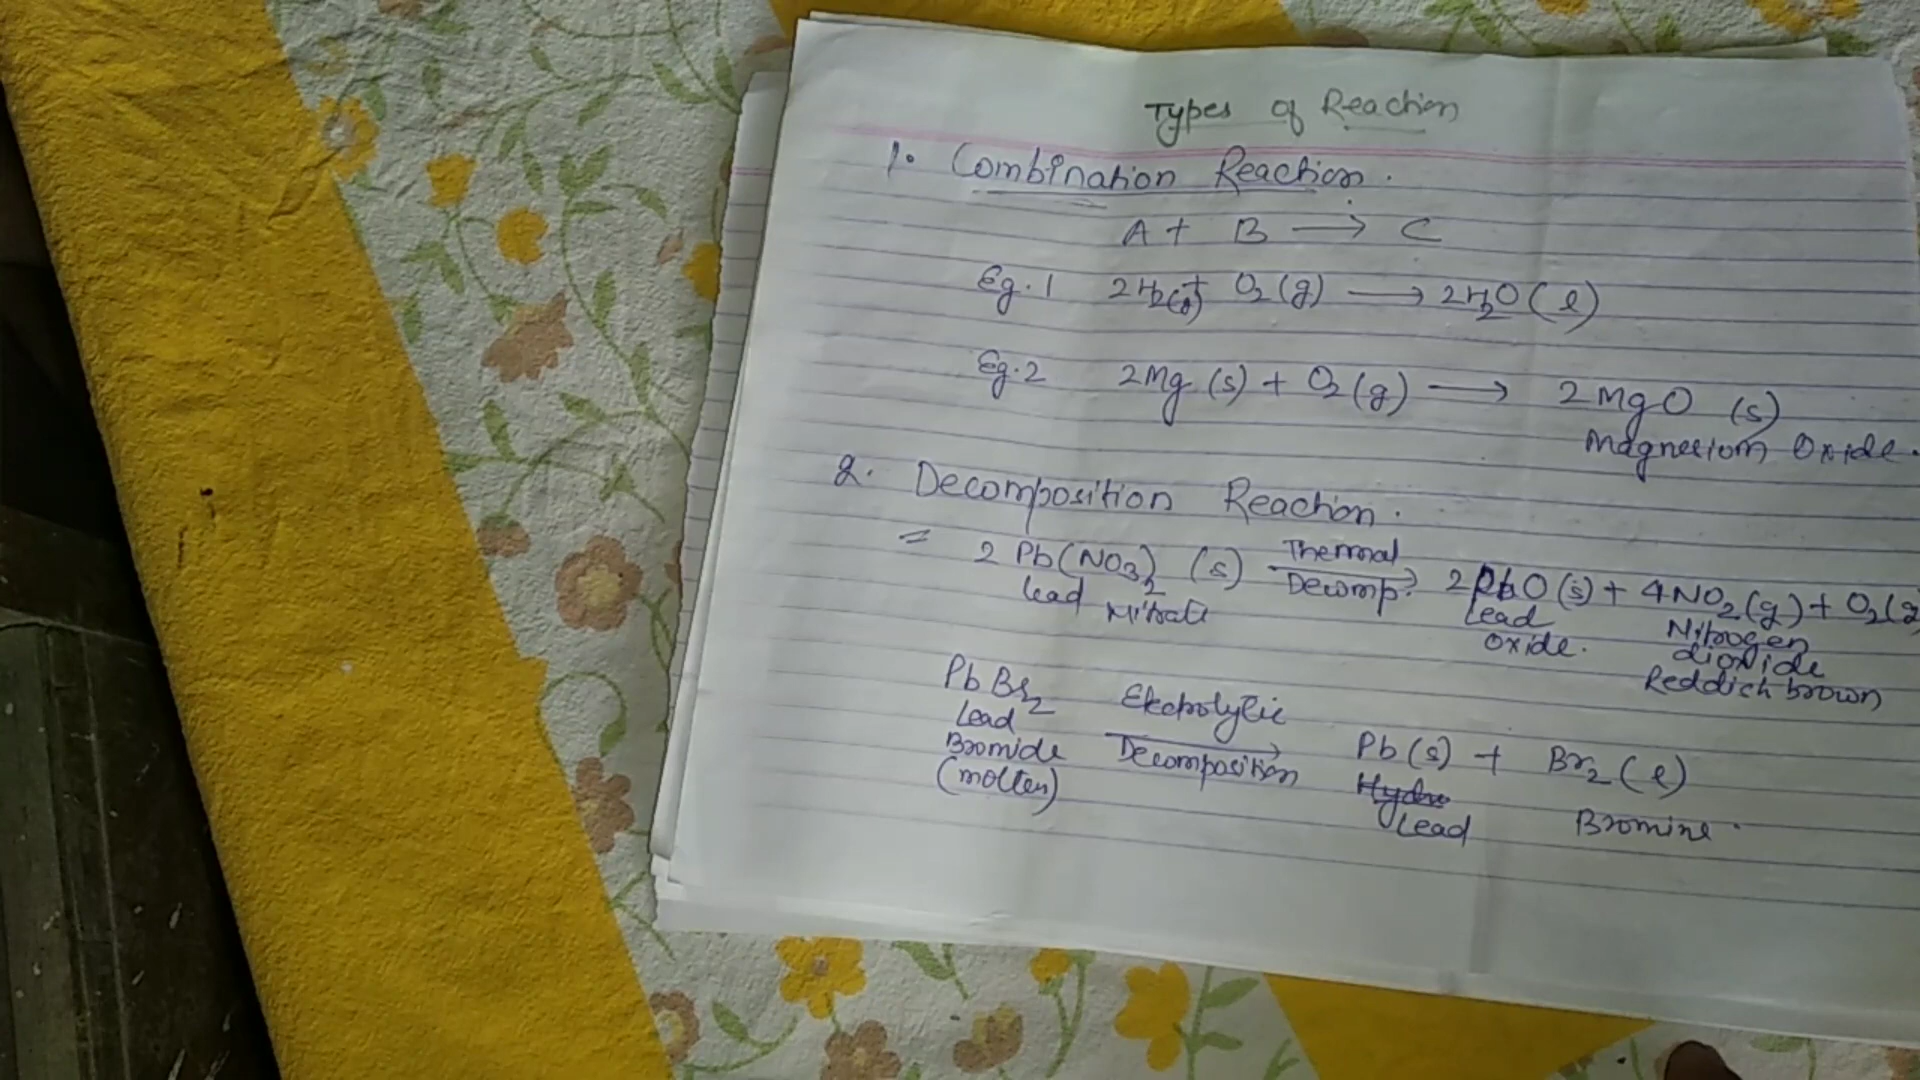 Types of Reaction
1. Combination Reaction.
A + B → C
Eg.1 2H2(g) + O2(g) → 2H2O(l)
Eg.2 2Mg(s) + O2(g) → 2MgO (s)
Magnesium Oxide.
2. Decomposition Reaction.
= 2Pb(NO3)2 (s) Thermal Decomp. → 2PbO(s) + 4NO2(g) + O2(g)
Lead Nitrate Lead Oxide. Nitrogen dioxide
Reddish brown
PbBr2 Electrolytic Decomposition → Pb(s) + Br2(l)
Lead Bromide (molten) Hydro Lead Bromine.